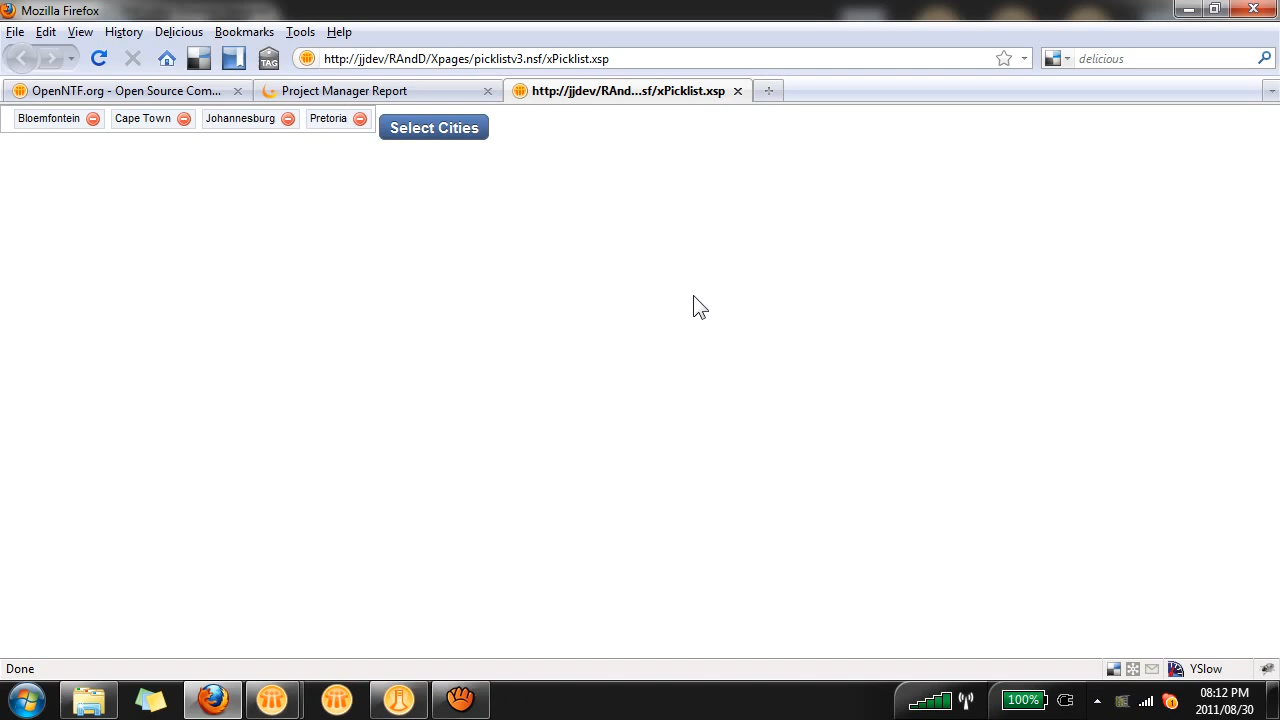 Mozilla Firefox
File Edit View History Delicious Bookmarks Tools Help
TAG http://jjdev/RAndD/Xpages/picklistv3.nsf/xPicklist.xsp delicious
OpenNTF.org - Open Source Com... Project Manager Report http://jjdev/RAnd...sf/xPicklist.xsp
Bloemfontein Cape Town Johannesburg Pretoria Select Cities
Done YSlow
100% 08:12 PM
2011/08/30